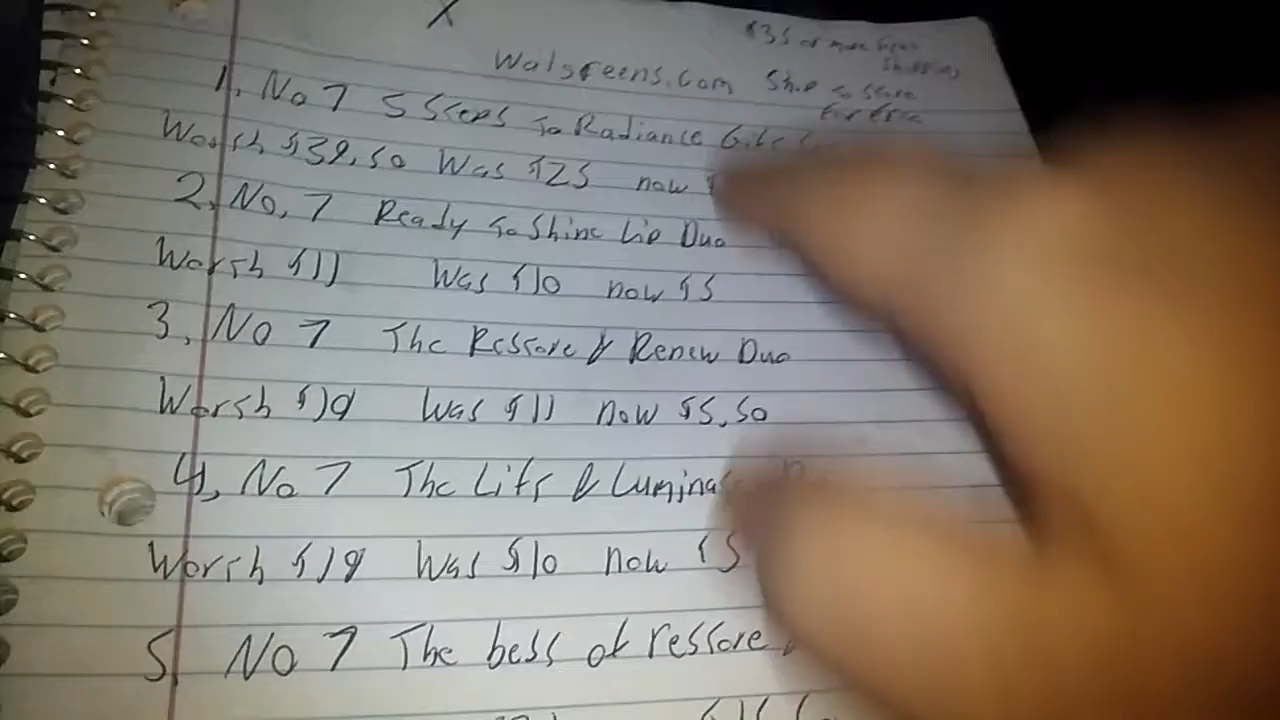 X
$35 or more free
shipping
Walgreens.com Ship to store
for free
1. No 7 5 Steps To Radiance Gift
Worth $39.50 Was $25 now
2. No. 7 Ready to Shine Lip Duo
Worth $11 Was $10 now $5
3. No 7 The Restore & Renew Duo
Worth $19 Was $11 now $5.50
4. No 7 The Lift &
Worth $19 Was $10 now $5
5. No 7 The best of restore